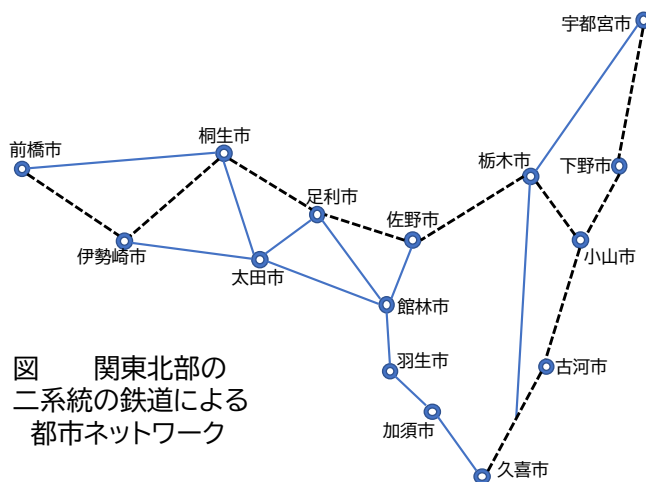 宇都宮市
桐生市
前橋市
栃木市
下野市
足利市
佐野市
伊勢崎市
太田市
小山市
館林市
羽生市
古河市
加須市
久喜市
図　　関東北部の
二系統の鉄道による
都市ネットワーク